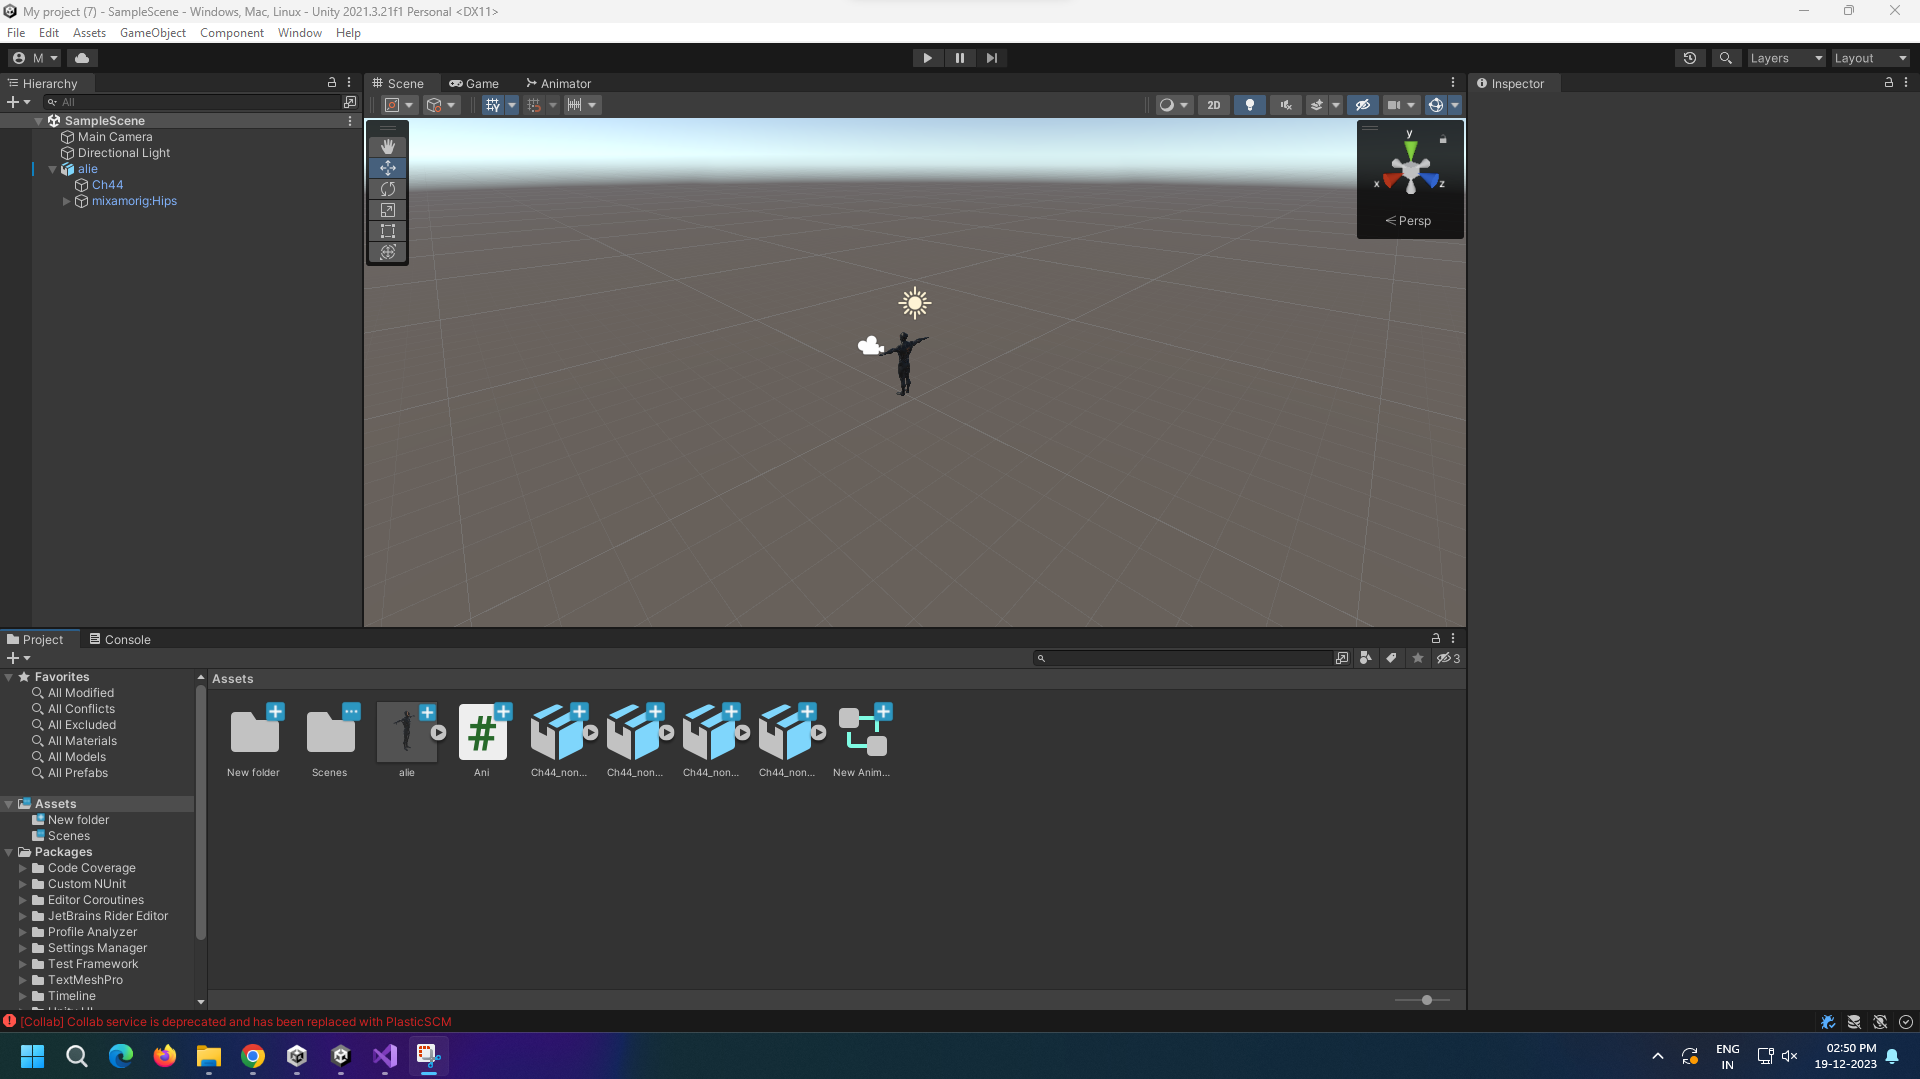 My project (7) - SampleScene - Windows, Mac, Linux - Unity 2021.3.21f1 Personal <DX11>
File Edit Assets GameObject Component Window Help
M
Layers
Layout
Hierarchy
Scene
Game
Animator
Inspector
All
2D
SampleScene
Main Camera
Directional Light
alie
Ch44
mixamorig:Hips
y
x
z
Persp
Project
Console
3
Favorites
All Modified
All Conflicts
All Excluded
All Materials
All Models
All Prefabs
Assets
New folder
Scenes
Packages
Code Coverage
Custom NUnit
Editor Coroutines
JetBrains Rider Editor
Profile Analyzer
Settings Manager
Test Framework
TextMeshPro
Timeline
Assets
New folder
Scenes
alie
#
Ani
Ch44_non...
Ch44_non...
Ch44_non...
Ch44_non...
New Anim...
[Collab] Collab service is deprecated and has been replaced with PlasticSCM
ENG
IN
02:50 PM
19-12-2023